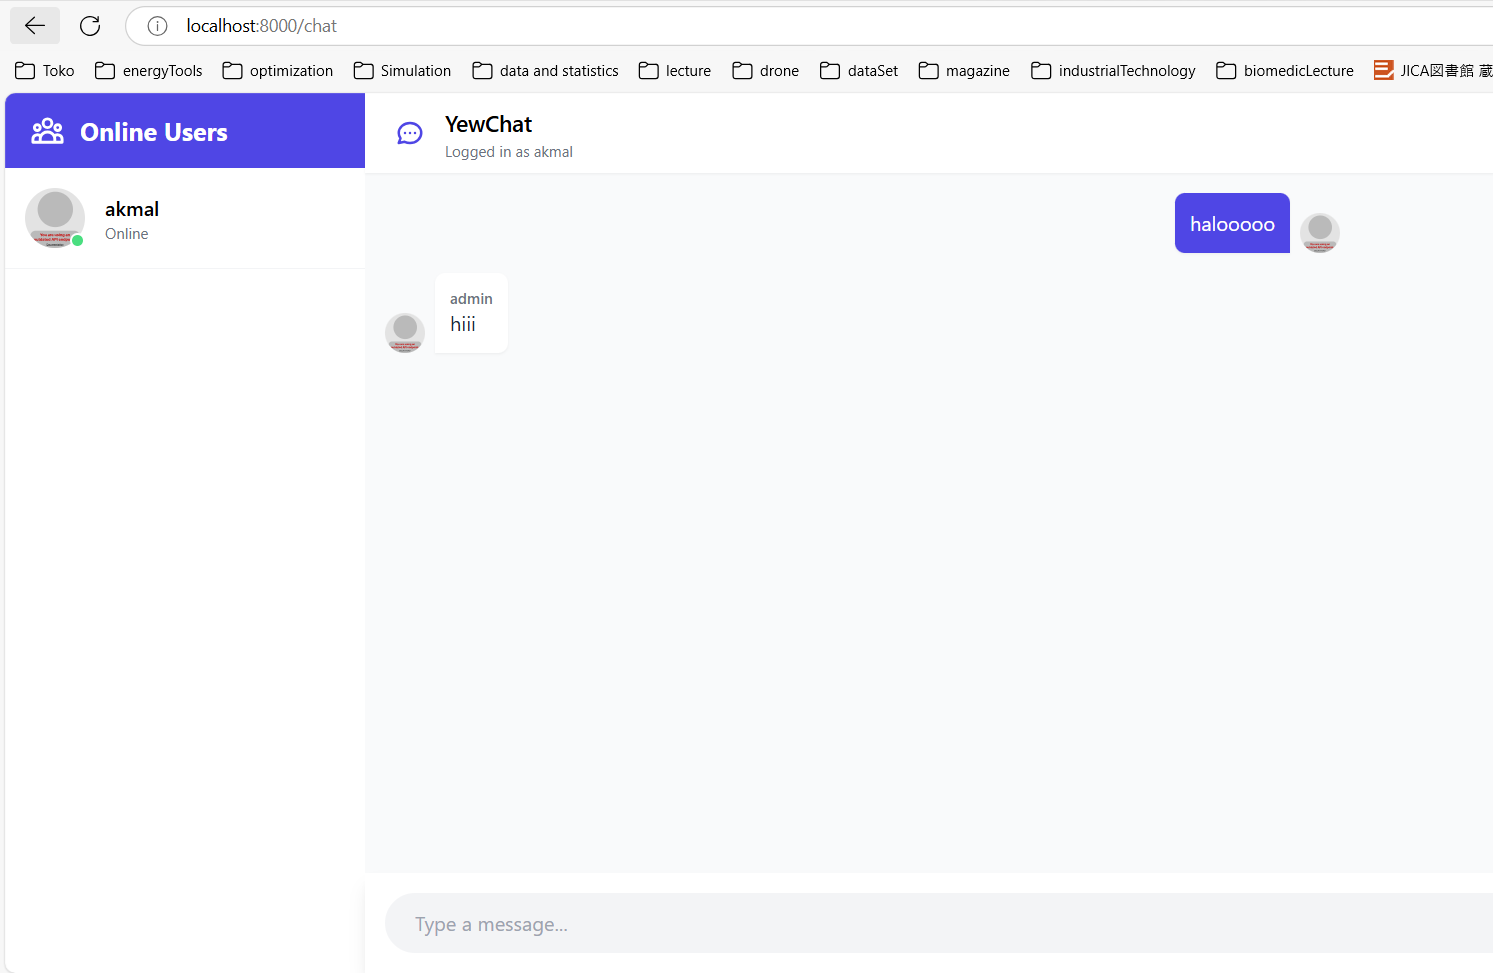 localhost:8000/chat
Toko energyTools optimization Simulation data and statistics lecture drone dataSet magazine industrialTechnology biomedicLecture JICA図書館 蔵
Online Users
akmal
Online
YewChat
Logged in as akmal
halooooo
admin
hiii
Type a message...